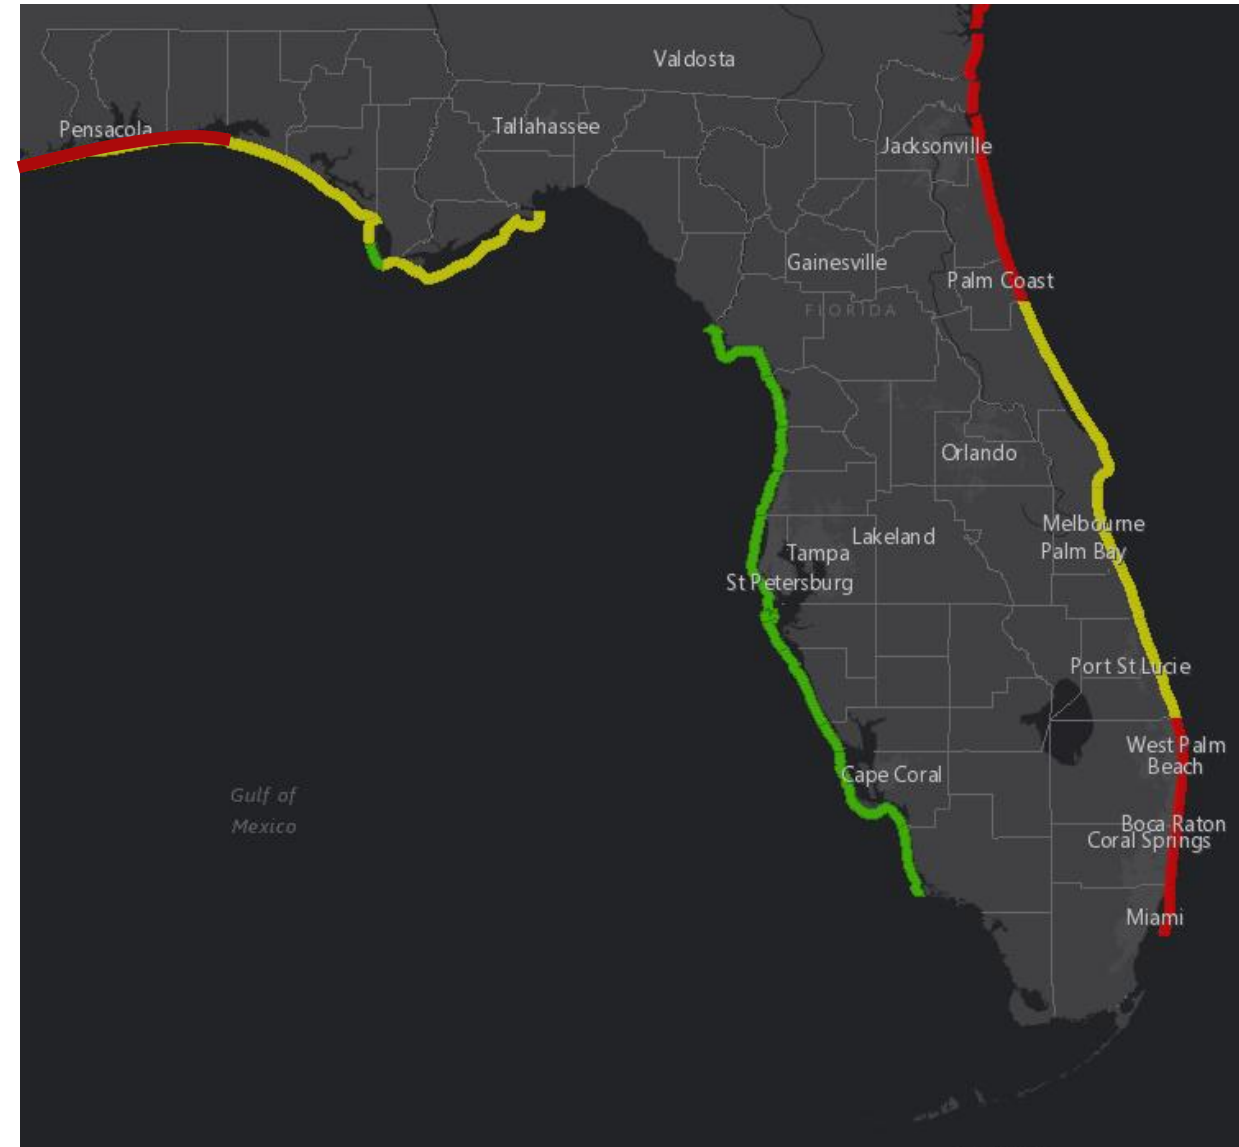 Valdosta
Pensacola
Tallahassee
Jacksonville
Gainesville
Palm Coast
FLORIDA
Orlando
Melbourne
Lakeland
Tampa
Palm Bay
St Petersburg
Port St Lucie
West Palm
Beach
Cape Coral
Gulf of
Mexico
Boca Raton
Coral Springs
Miami